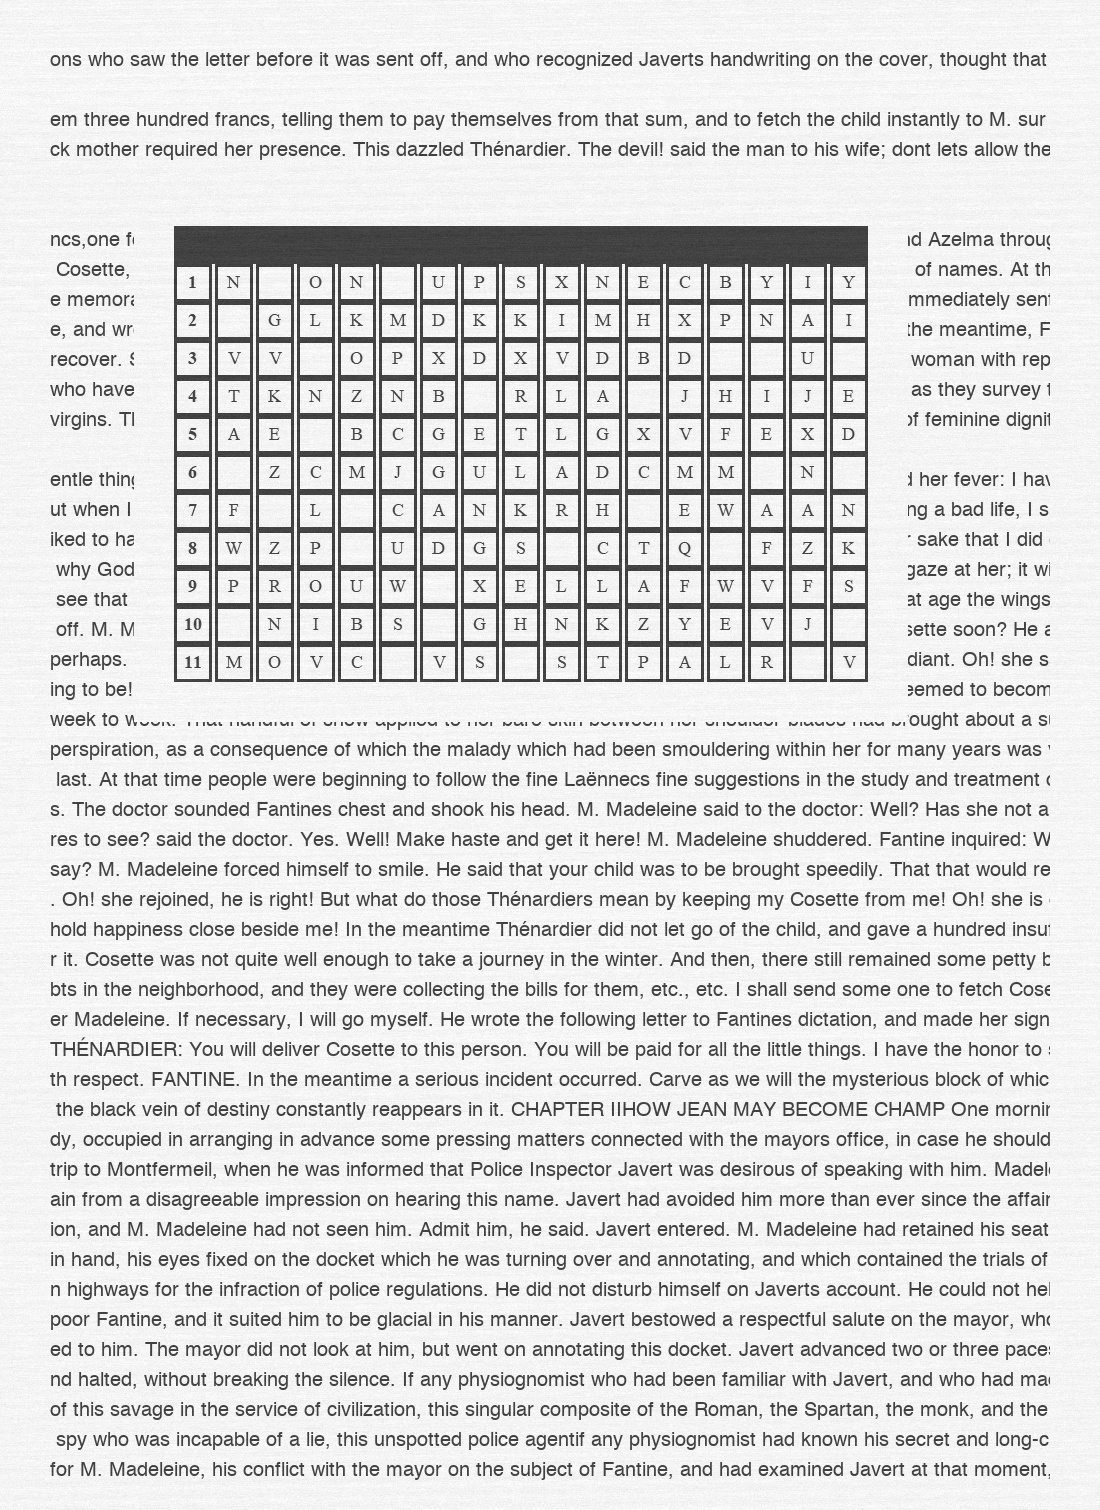 ons who saw the letter before it was sent off, and who recognized Javerts handwriting on the cover, thought that
em three hundred francs, telling them to pay themselves from that sum, and to fetch the child instantly to M. sur
ck mother required her presence. This dazzled Thénardier. The devil! said the man to his wife; dont lets allow the
ncs,one nd Azelma
Cosette, of names. At th
e immediately sent
e, and the meantime, F
recover. woman with rep
who have as they survey
virgins. of feminine dignit
1 N O N U P S X N E C B Y I Y
2 G L K M D K K I M H X P N A I
3 V V O P X D X V D B D U
4 T K N Z N B R L A J H I J E
5 A E B C G E T L G X V F E X D
6 Z C M J G U L A D C M M N
7 F L C A N K R H E W A A N
8 W Z P U D G S C T Q F Z K
9 P R O U W X E L L A F W V F S
10 N I B S G H N K Z Y E V J
11 M O V C V S S T P A L R V
entle thing d her fever: I hav
ut when I ng a bad life, I s
iked to ha r sake that I did
why God gaze at her; it wi
see that at age the wings
off. M. M sette soon? He a
perhaps. diant. Oh! she s
ing to be! eemed to becom
week to week. That handful of snow applied to her bare skin between her shoulder-blades had brought about a su
perspiration, as a consequence of which the malady which had been smouldering within her for many years was
last. At that time people were beginning to follow the fine Laënnecs fine suggestions in the study and treatment
s. The doctor sounded Fantines chest and shook his head. M. Madeleine said to the doctor: Well? Has she not a
res to see? said the doctor. Yes. Well! Make haste and get it here! M. Madeleine shuddered. Fantine inquired: W
say? M. Madeleine forced himself to smile. He said that your child was to be brought speedily. That that would re
. Oh! she rejoined, he is right! But what do those Thénardiers mean by keeping my Cosette from me! Oh! she is
hold happiness close beside me! In the meantime Thénardier did not let go of the child, and gave a hundred insuf
r it. Cosette was not quite well enough to take a journey in the winter. And then, there still remained some petty b
bts in the neighborhood, and they were collecting the bills for them, etc., etc. I shall send some one to fetch Cose
er Madeleine. If necessary, I will go myself. He wrote the following letter to Fantines dictation, and made her sign
THÉNARDIER: You will deliver Cosette to this person. You will be paid for all the little things. I have the honor to
th respect. FANTINE. In the meantime a serious incident occurred. Carve as we will the mysterious block of whic
the black vein of destiny constantly reappears in it. CHAPTER IIHOW JEAN MAY BECOME CHAMP One mornin
dy, occupied in arranging in advance some pressing matters connected with the mayors office, in case he should
trip to Montfermeil, when he was informed that Police Inspector Javert was desirous of speaking with him. Madele
ain from a disagreeable impression on hearing this name. Javert had avoided him more than ever since the affair
ion, and M. Madeleine had not seen him. Admit him, he said. Javert entered. M. Madeleine had retained his seat
in hand, his eyes fixed on the docket which he was turning over and annotating, and which contained the trials of
n highways for the infraction of police regulations. He did not disturb himself on Javerts account. He could not hel
poor Fantine, and it suited him to be glacial in his manner. Javert bestowed a respectful salute on the mayor, who
ed to him. The mayor did not look at him, but went on annotating this docket. Javert advanced two or three paces
nd halted, without breaking the silence. If any physiognomist who had been familiar with Javert, and who had mad
of this savage in the service of civilization, this singular composite of the Roman, the Spartan, the monk, and the
spy who was incapable of a lie, this unspotted police agentif any physiognomist had known his secret and long-c
for M. Madeleine, his conflict with the mayor on the subject of Fantine, and had examined Javert at that moment,